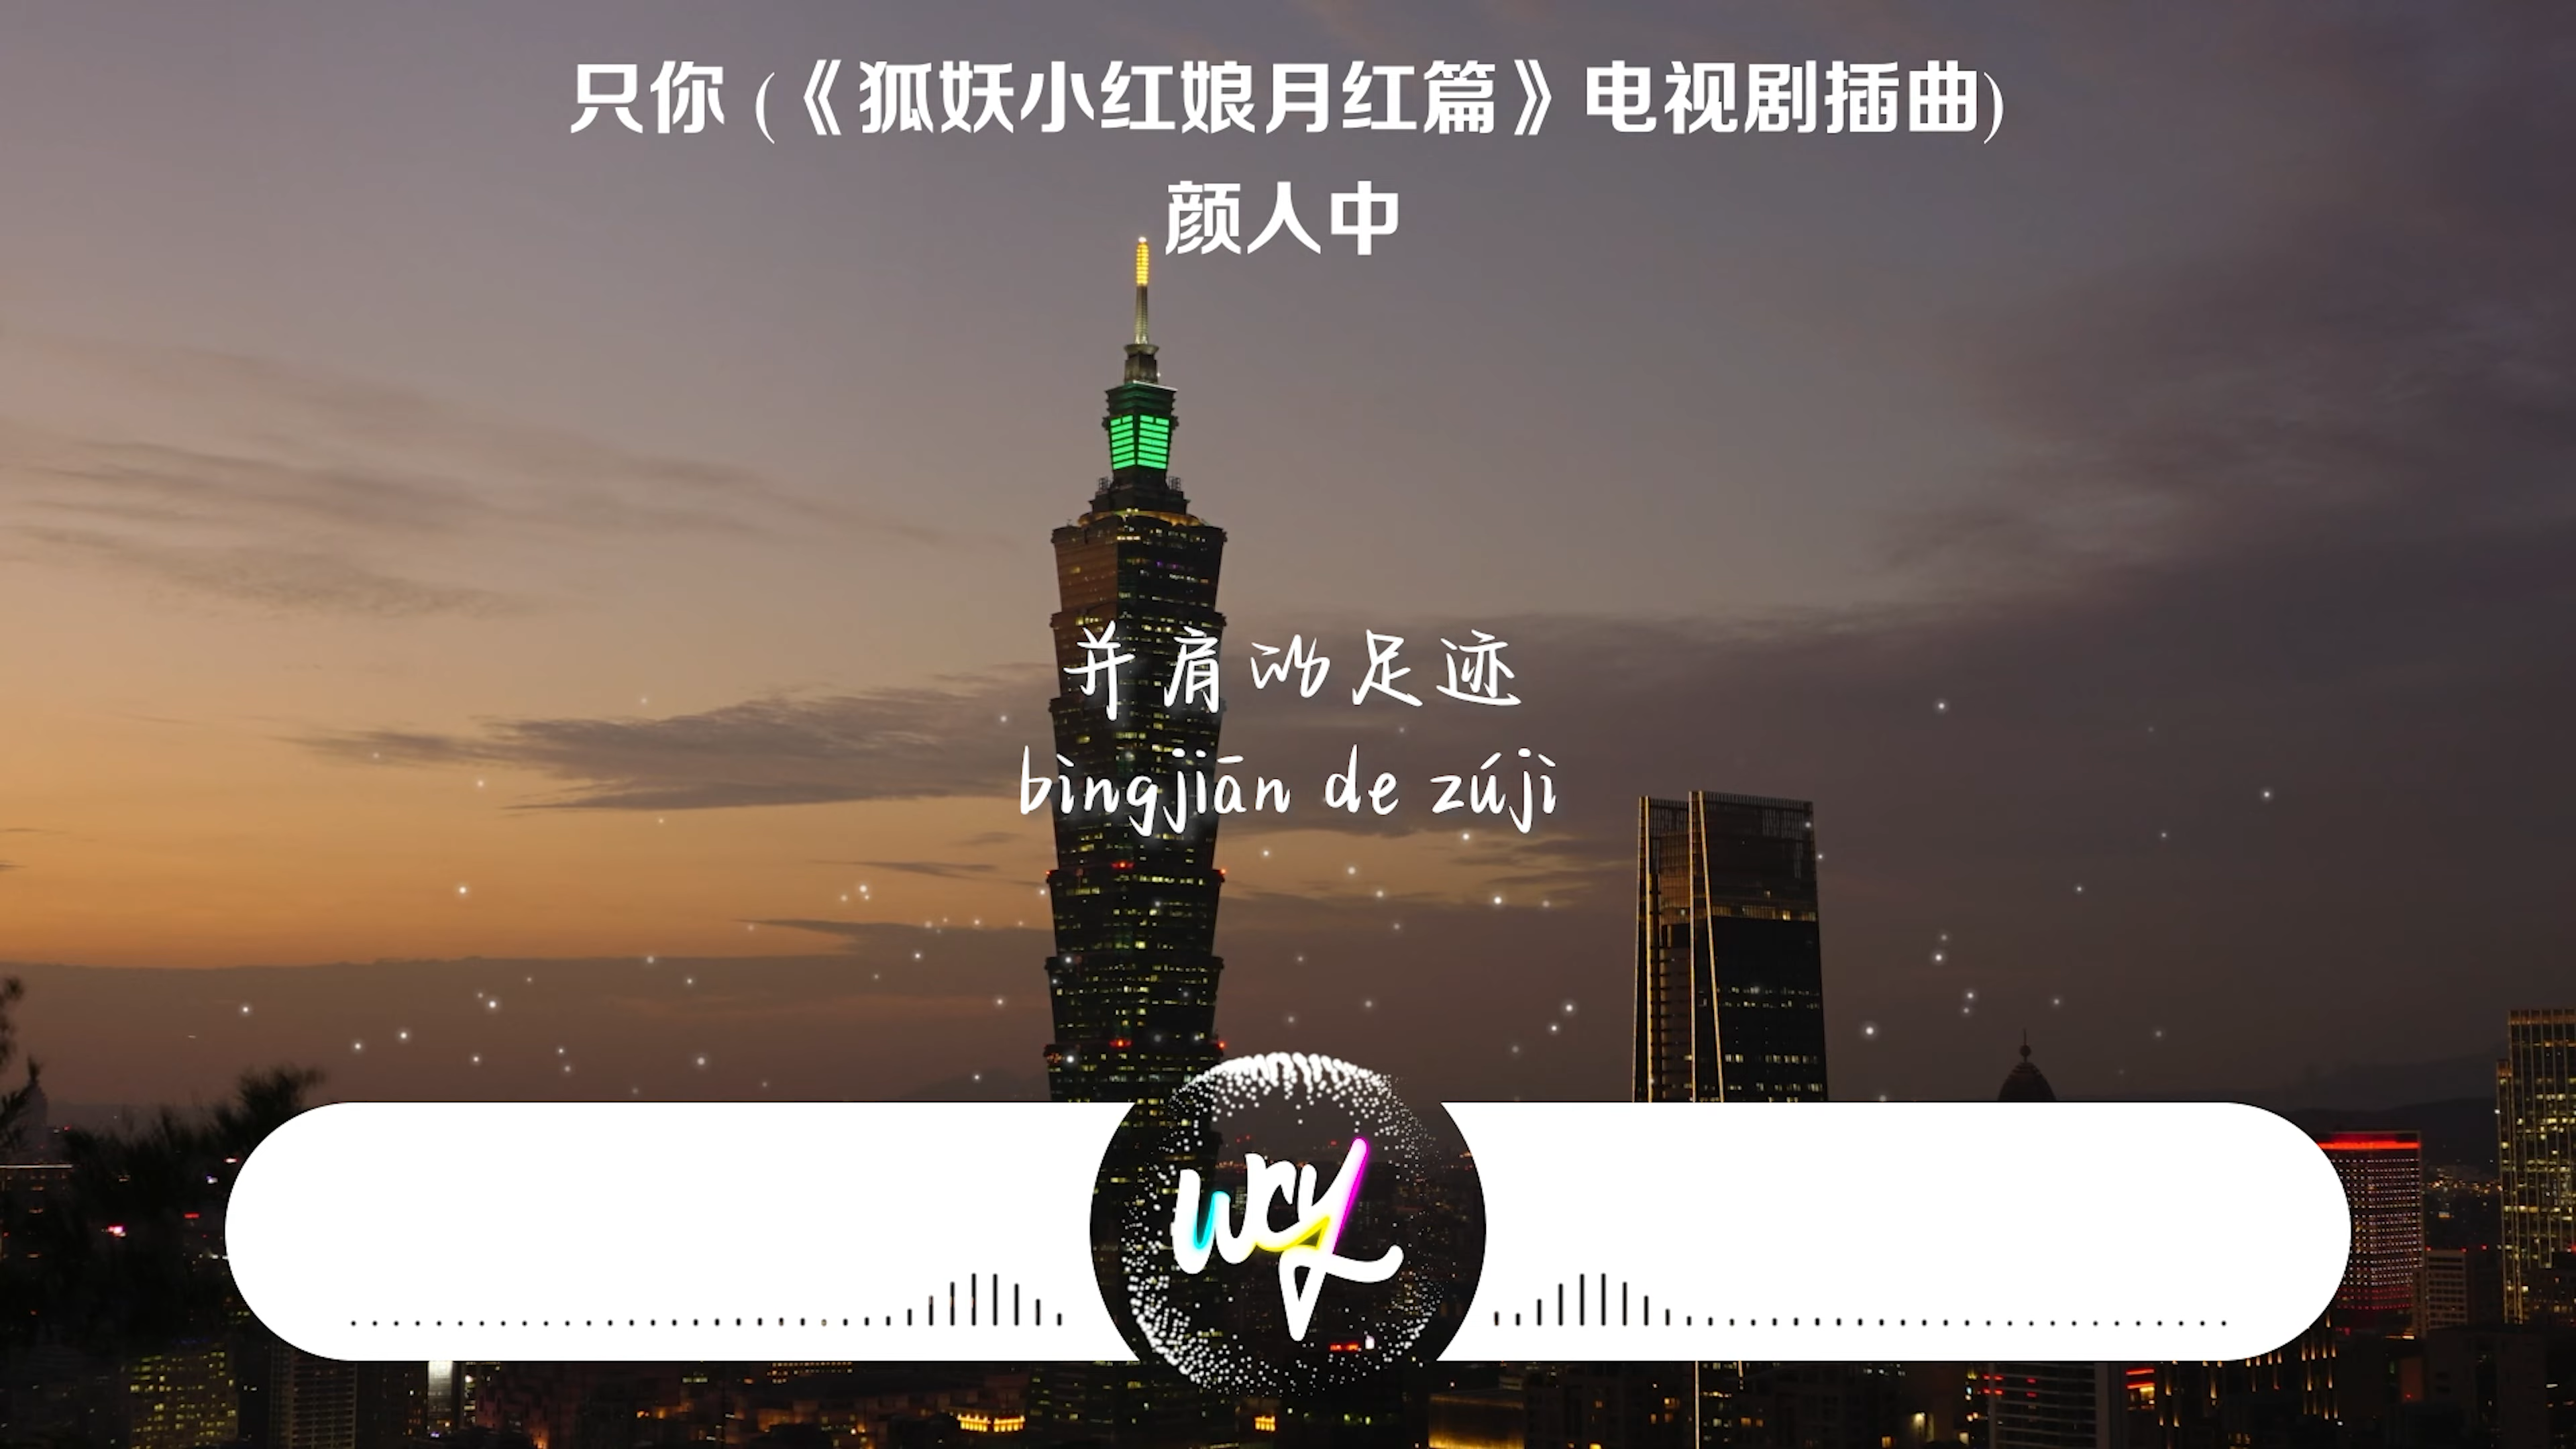 只你 (《狐妖小红娘月红篇》电视剧插曲)
颜人中
并肩的足迹
bìngjiān de zújì
wcy